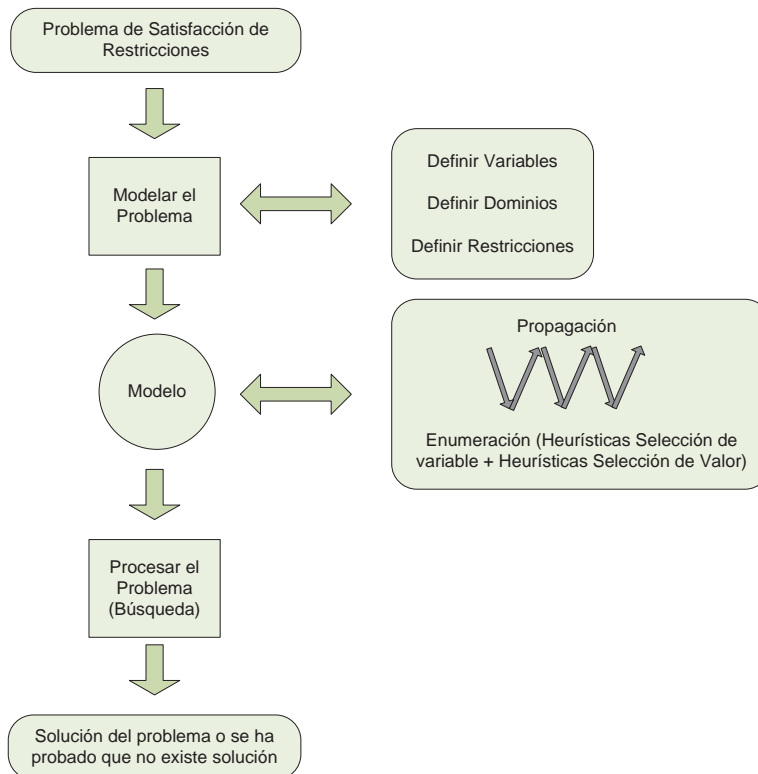 Problema de Satisfacción de
Restricciones
Modelar el
Problema
Definir Variables
Definir Dominios
Definir Restricciones
Modelo
Propagación
Enumeración (Heurísticas Selección de
variable + Heurísticas Selección de Valor)
Procesar el
Problema
(Búsqueda)
Solución del problema o se ha
probado que no existe solución